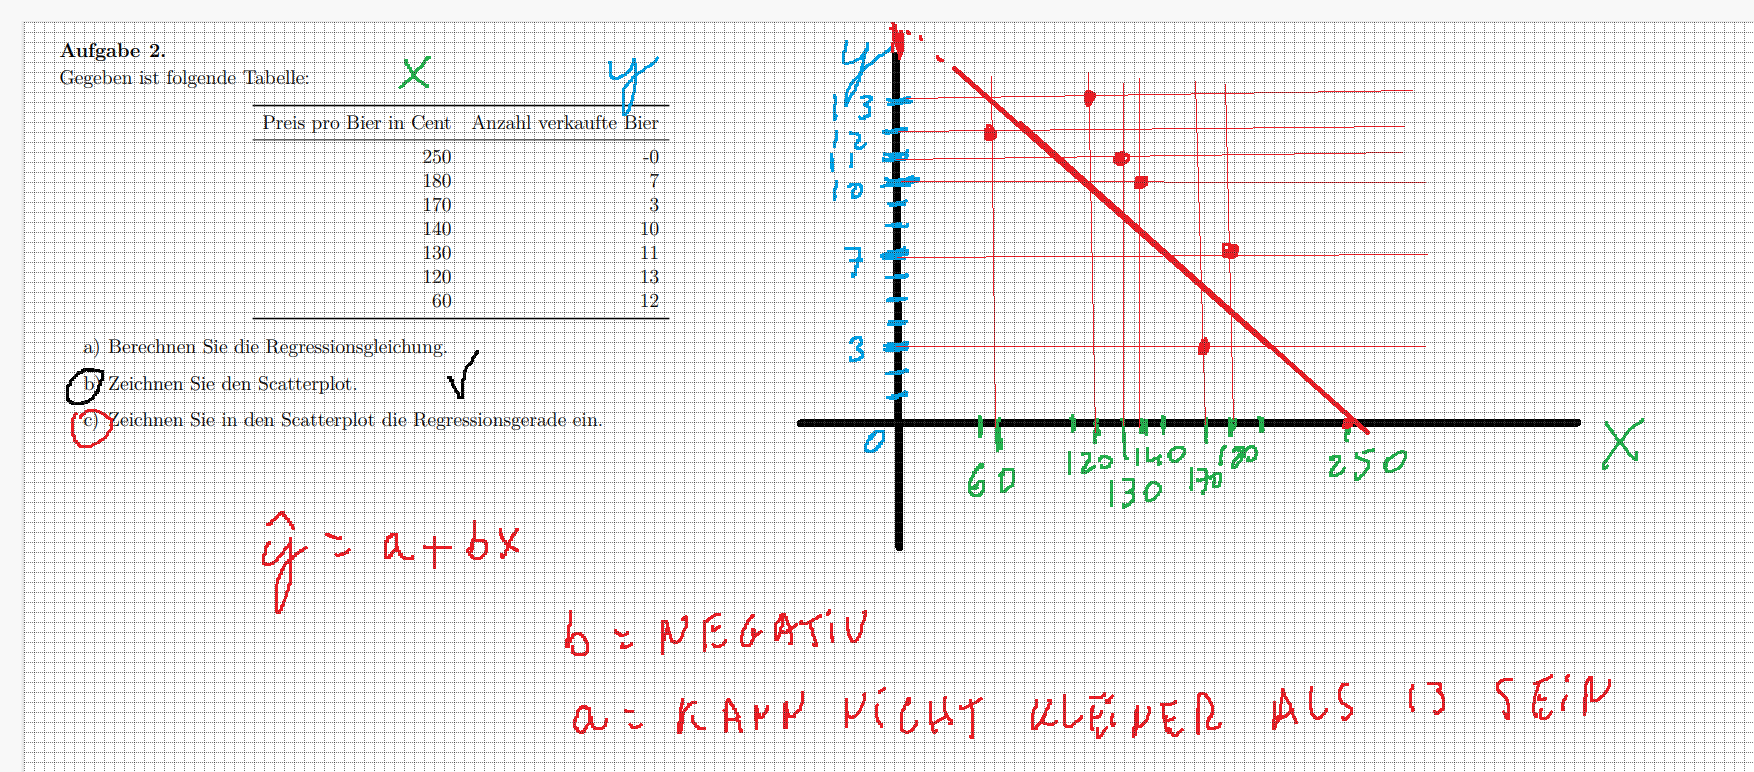 Aufgabe 2.
Gegeben ist folgende Tabelle:
x y
Preis pro Bier in Cent Anzahl verkaufte Bier
250 -0
180 7
170 3
140 10
130 11
120 13
60 12
a) Berechnen Sie die Regressionsgleichung.
b) Zeichnen Sie den Scatterplot.
c) Zeichnen Sie in den Scatterplot die Regressionsgerade ein.
y
13
12
11
10
7
3
0
60 120 130 140 170 180 250 X
ŷ = a + bx
b = NEGATIV
a = KANN NICHT KLEINER ALS 13 SEIN